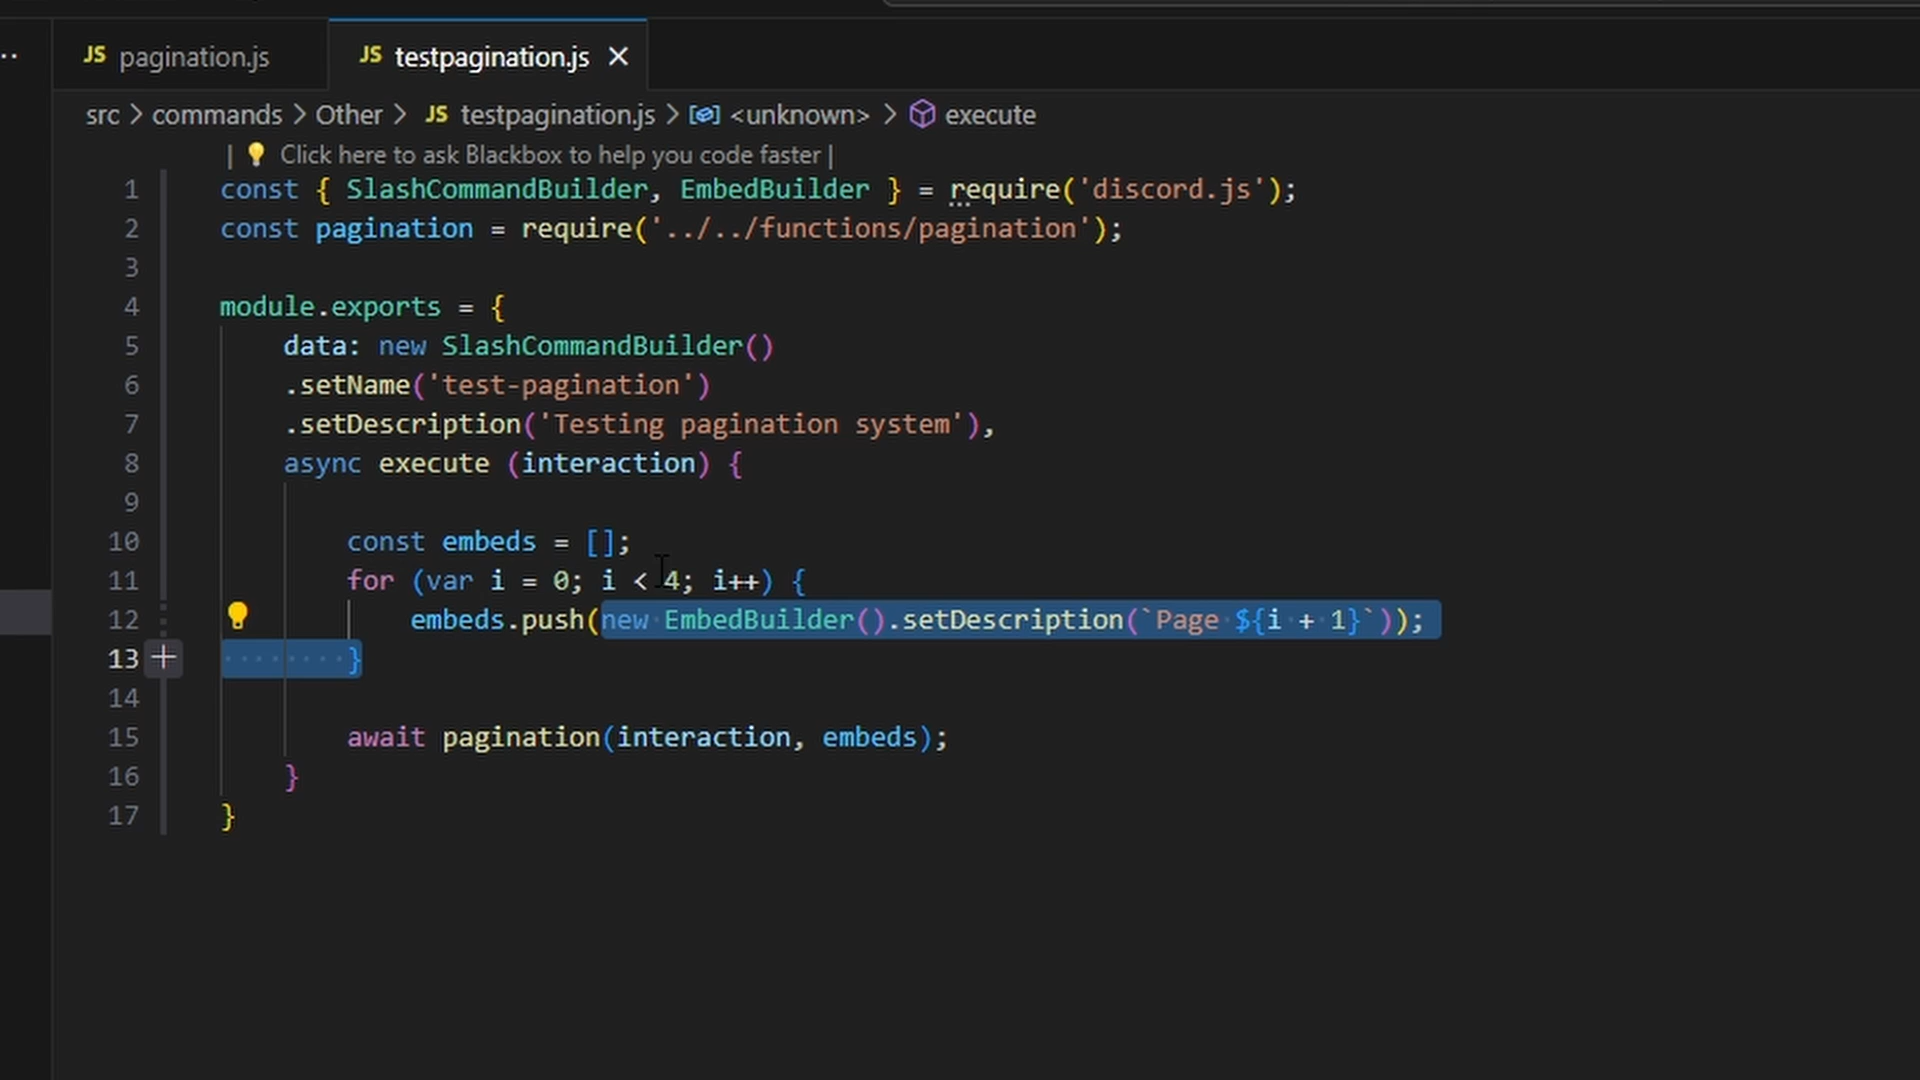 JS pagination.js JS testpagination.js
src > commands > Other > JS testpagination.js > <unknown> > execute
| 💡 Click here to ask Blackbox to help you code faster |
1 const { SlashCommandBuilder, EmbedBuilder } = require('discord.js');
2 const pagination = require('../../functions/pagination');
3
4 module.exports = {
5 data: new SlashCommandBuilder()
6 .setName('test-pagination')
7 .setDescription('Testing pagination system'),
8 async execute (interaction) {
9
10 const embeds = [];
11 for (var i = 0; i < 4; i++) {
12 embeds.push(new EmbedBuilder().setDescription(`Page ${i + 1}`));
13 }
14
15 await pagination(interaction, embeds);
16 }
17 }